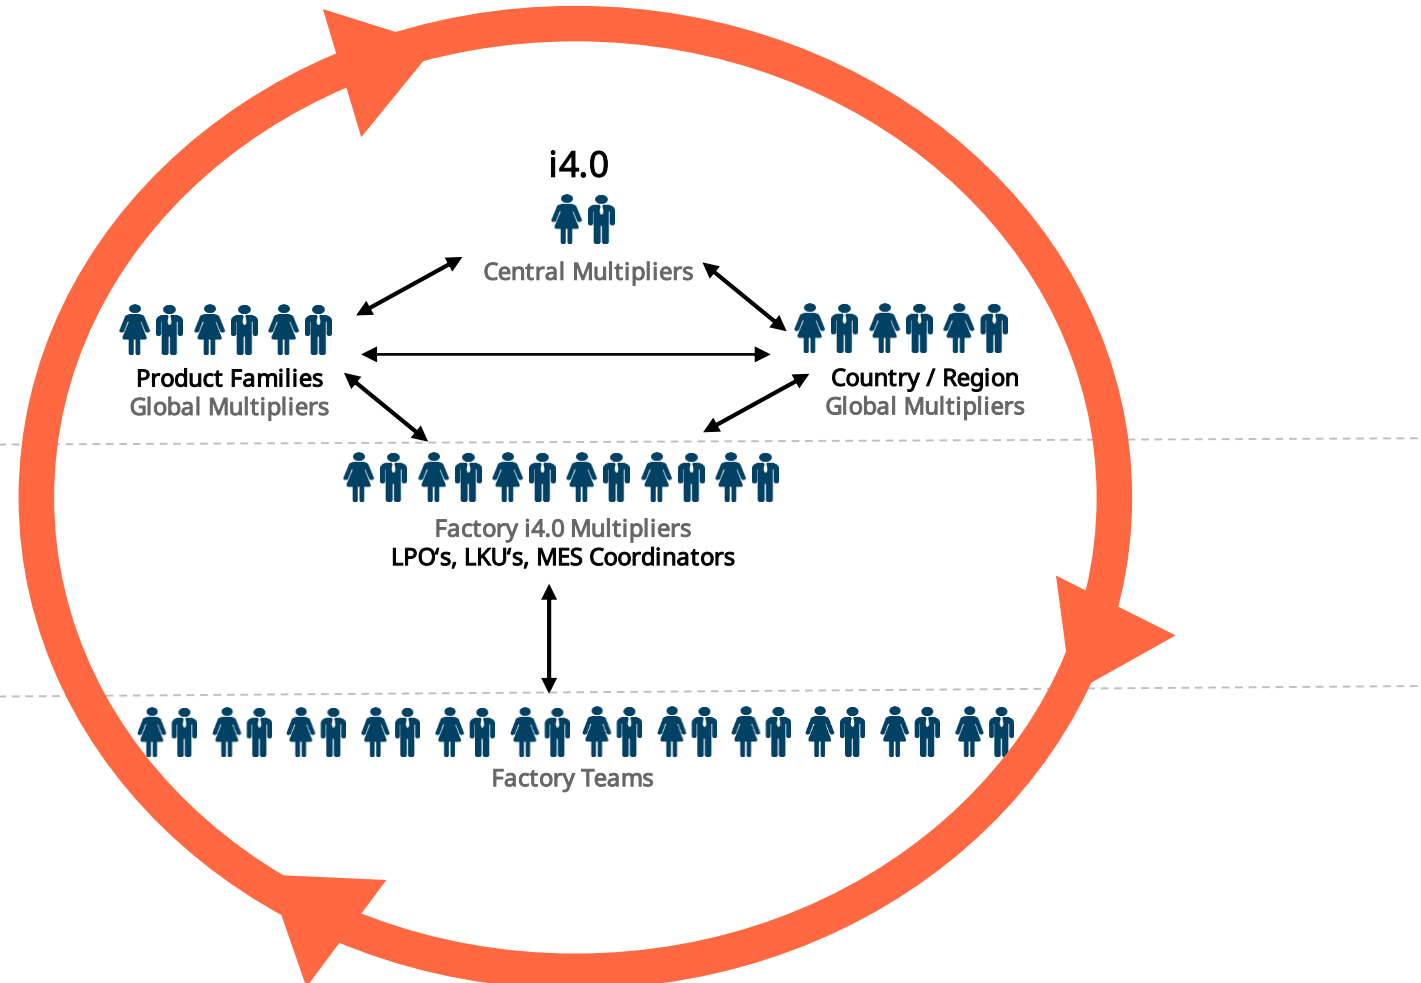 i4.0
Central Multipliers
Product Families
Global Multipliers
Country / Region
Global Multipliers
Factory i4.0 Multipliers
LPO‘s, LKU‘s, MES Coordinators
Factory Teams